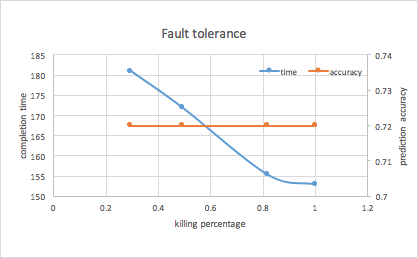 Fault tolerance
time accuracy
completion time
185
180
175
170
165
160
155
150
0.74
0.73
0.72
0.71
0.7
prediction accuracy
0 0.2 0.4 0.6 0.8 1 1.2
killing percentage